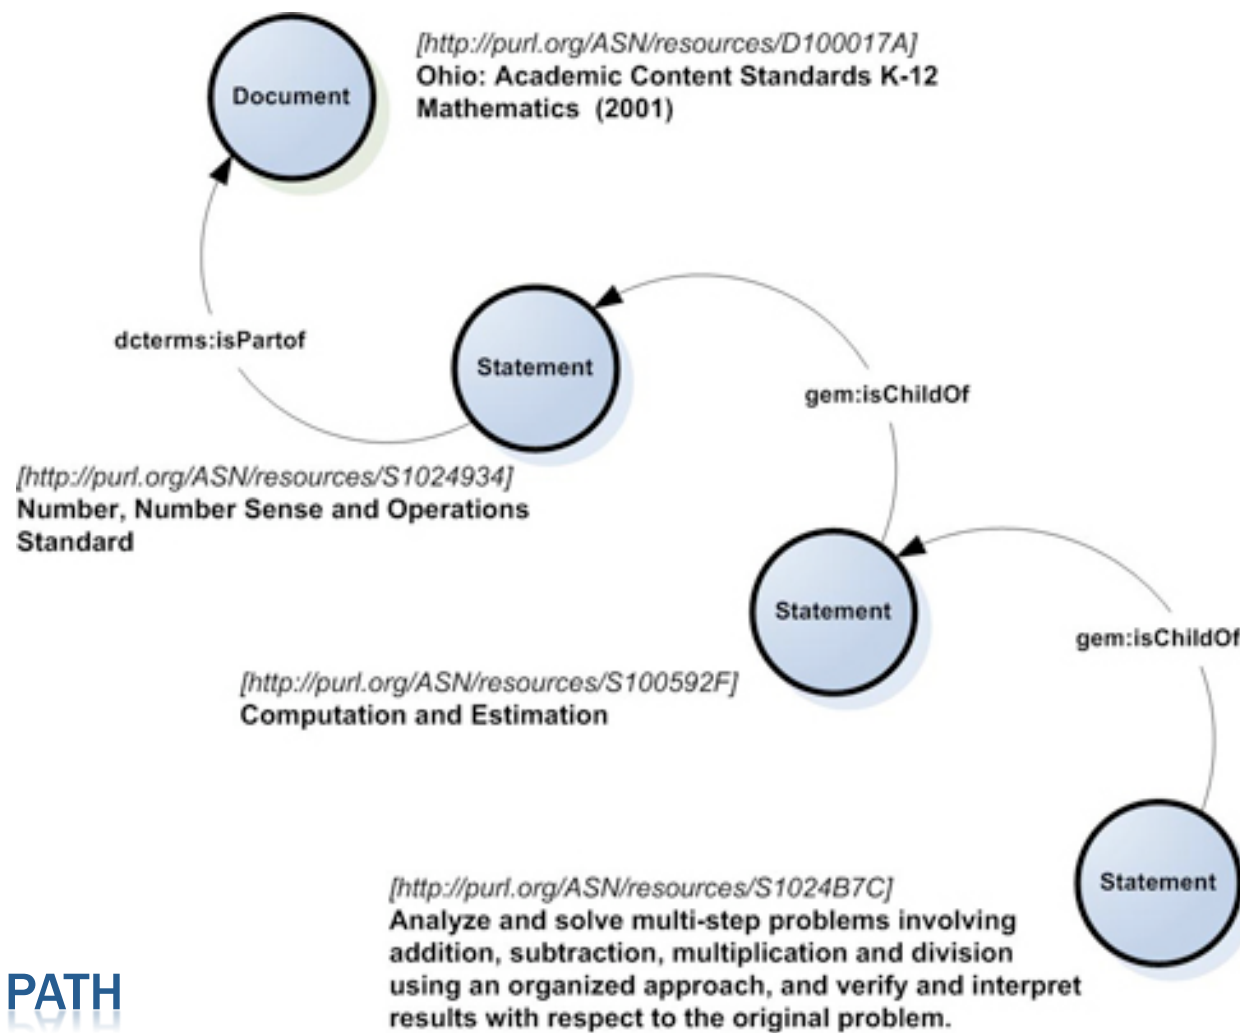 [http://purl.org/ASN/resources/D100017A]
Ohio: Academic Content Standards K-12
Mathematics (2001)
Document
dcterms:isPartof
Statement
gem:isChildOf
[http://purl.org/ASN/resources/S1024934]
Number, Number Sense and Operations
Standard
Statement
gem:isChildOf
[http://purl.org/ASN/resources/S100592F]
Computation and Estimation
Statement
[http://purl.org/ASN/resources/S1024B7C]
Analyze and solve multi-step problems involving
addition, subtraction, multiplication and division
using an organized approach, and verify and interpret
results with respect to the original problem.
PATH